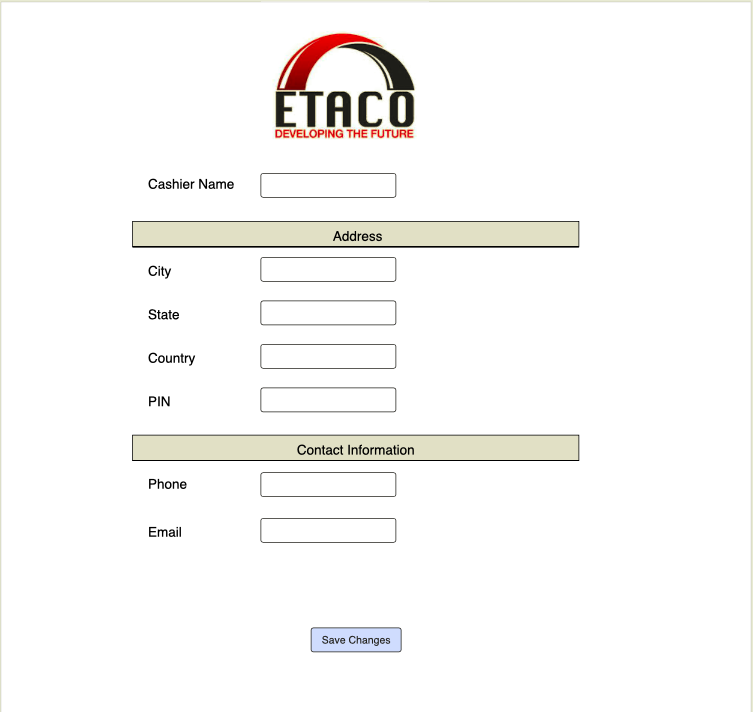 ETACO
DEVELOPING THE FUTURE
Cashier Name
Address
City
State
Country
PIN
Contact Information
Phone
Email
Save Changes